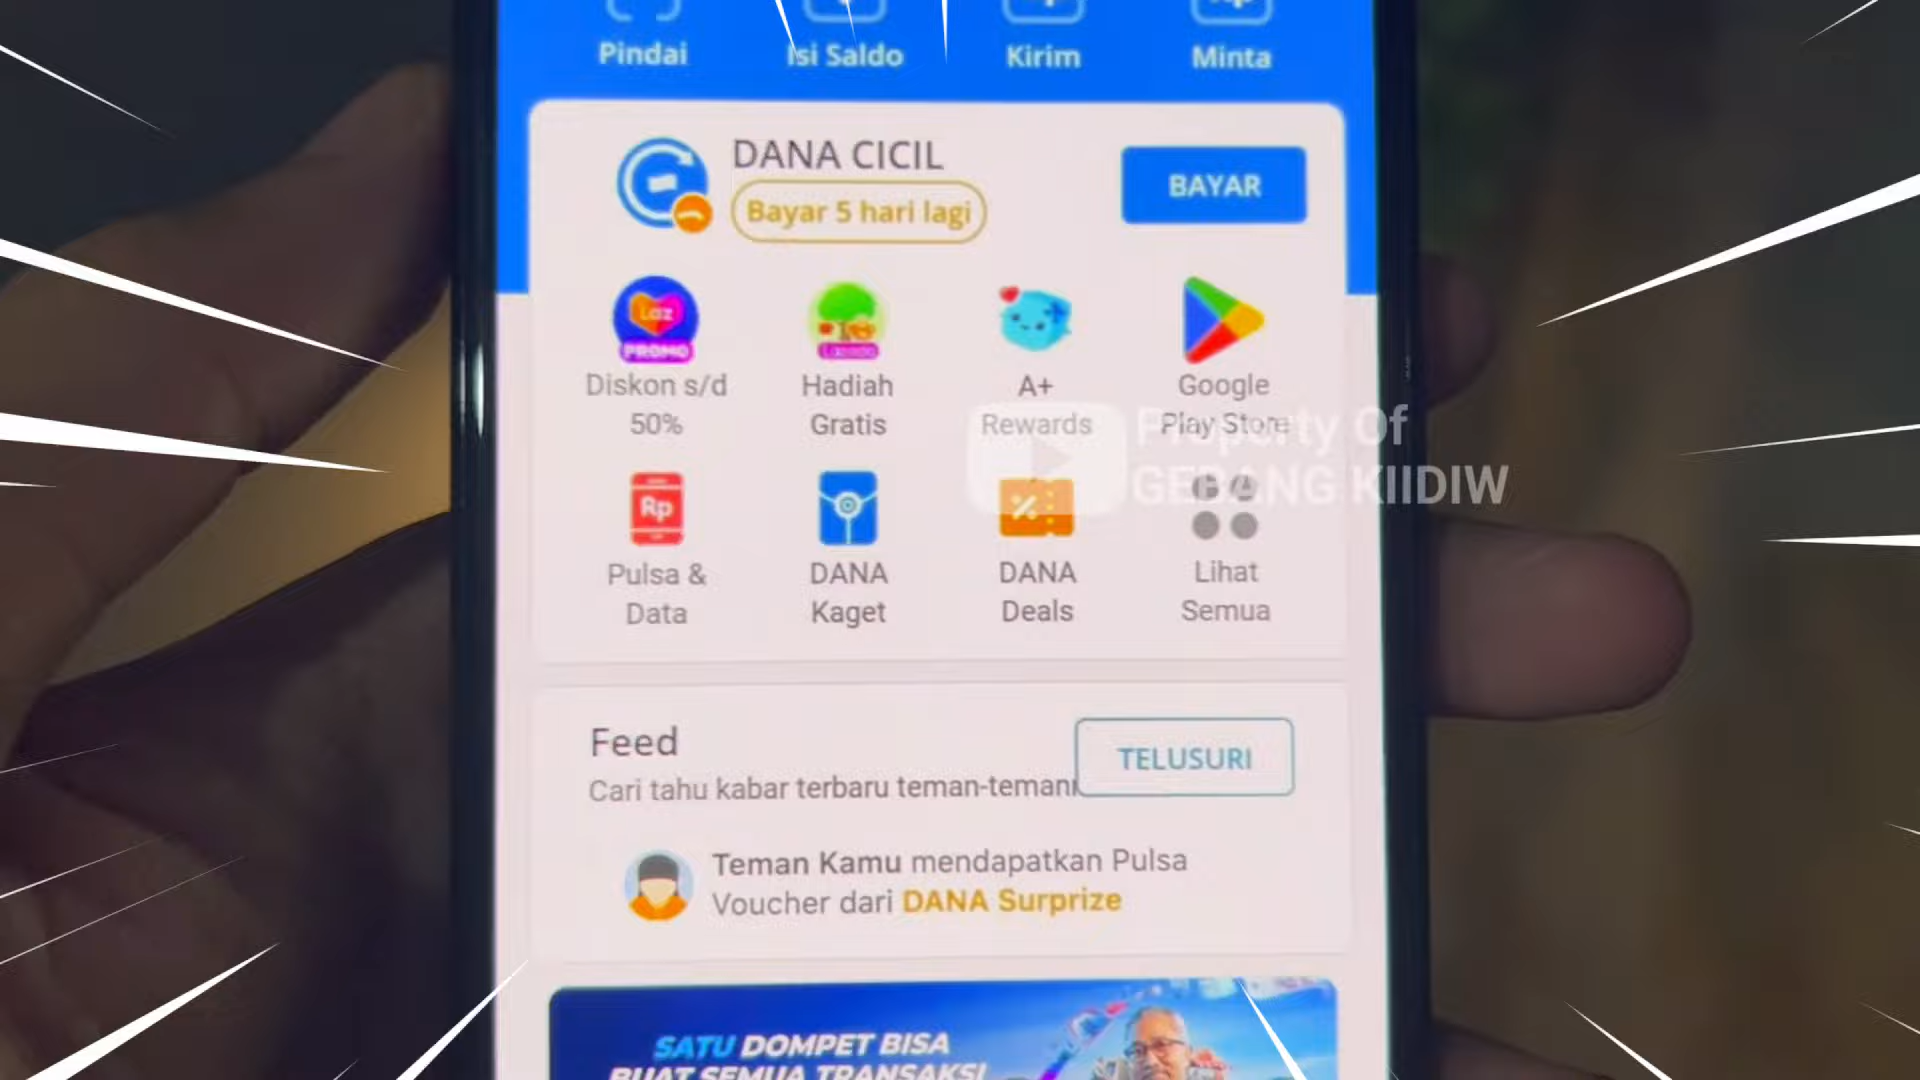 Pindai
Isi Saldo
Kirim
Minta
DANA CICIL
Bayar 5 hari lagi
BAYAR
Laz
PROMO
Lazada
Diskon s/d
50%
Hadiah
Gratis
A+
Rewards
Google
Play Store
Property Of
GEBANG KIIDIW
Rp
Pulsa &
Data
DANA
Kaget
DANA
Deals
Lihat
Semua
Feed
Cari tahu kabar terbaru teman-teman
TELUSURI
Teman Kamu mendapatkan Pulsa
Voucher dari DANA Surprize
SATU DOMPET BISA
BUAT SEMUA TRANSAKSI